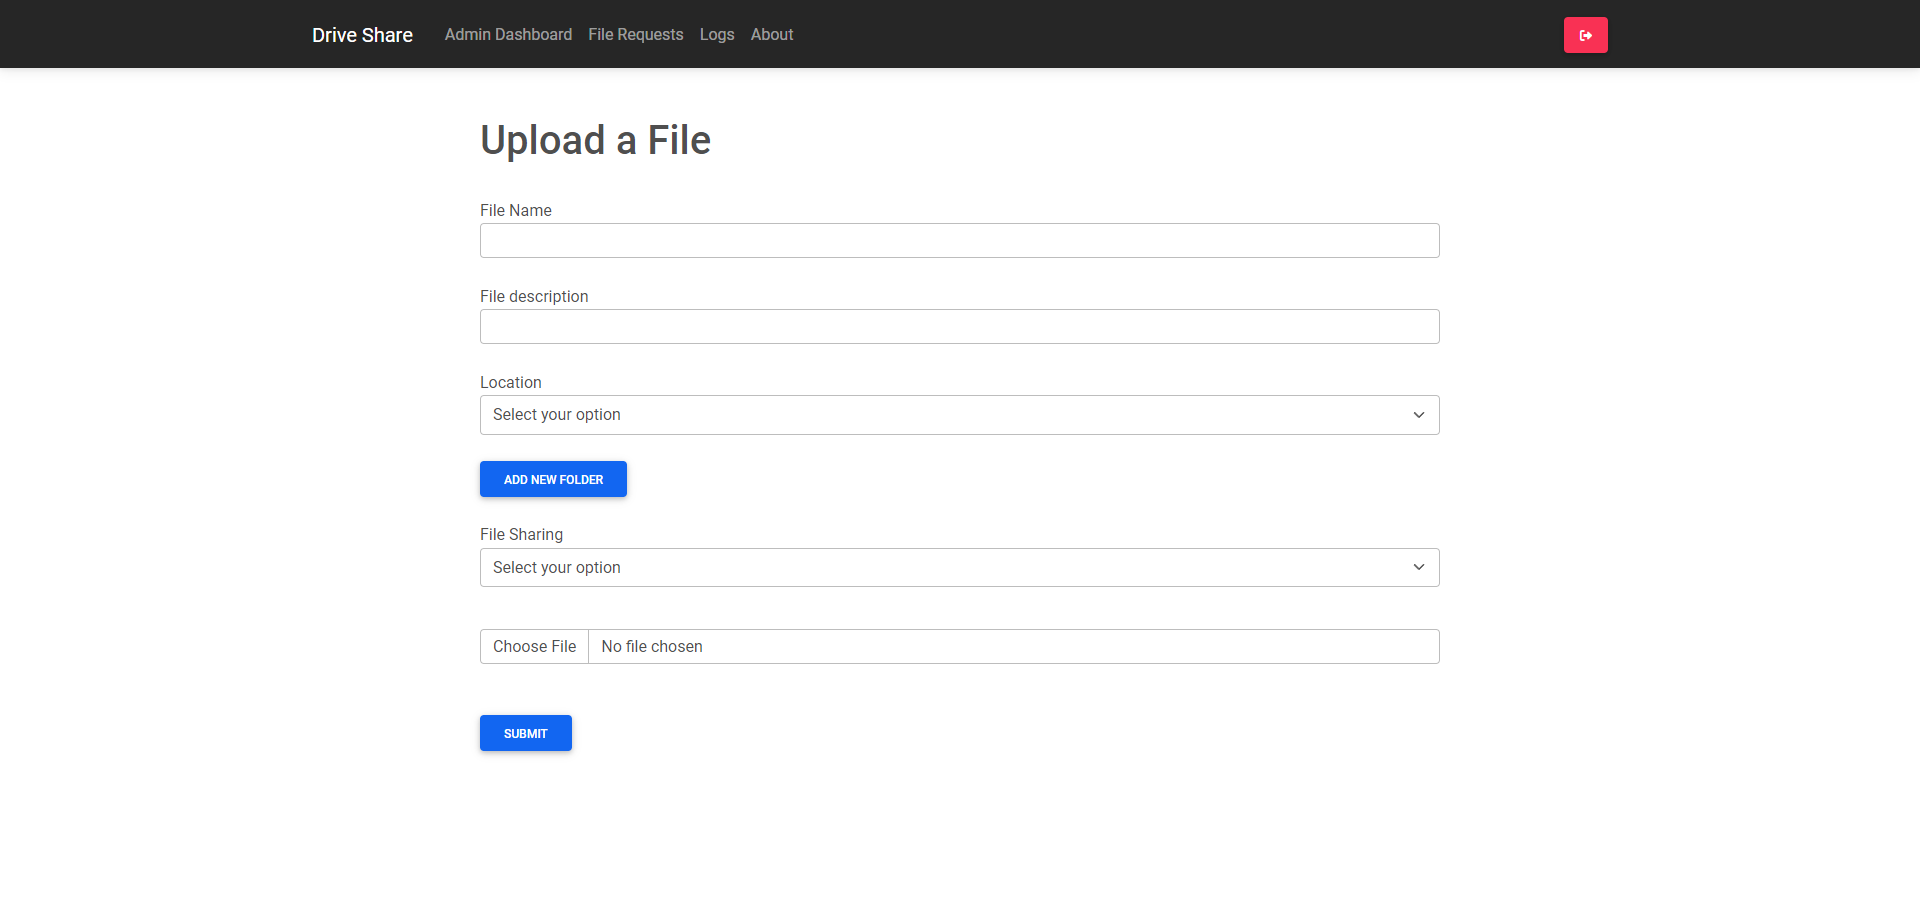 Drive Share Admin Dashboard File Requests Logs About
Upload a File
File Name
File description
Location
Select your option
ADD NEW FOLDER
File Sharing
Select your option
Choose File No file chosen
SUBMIT